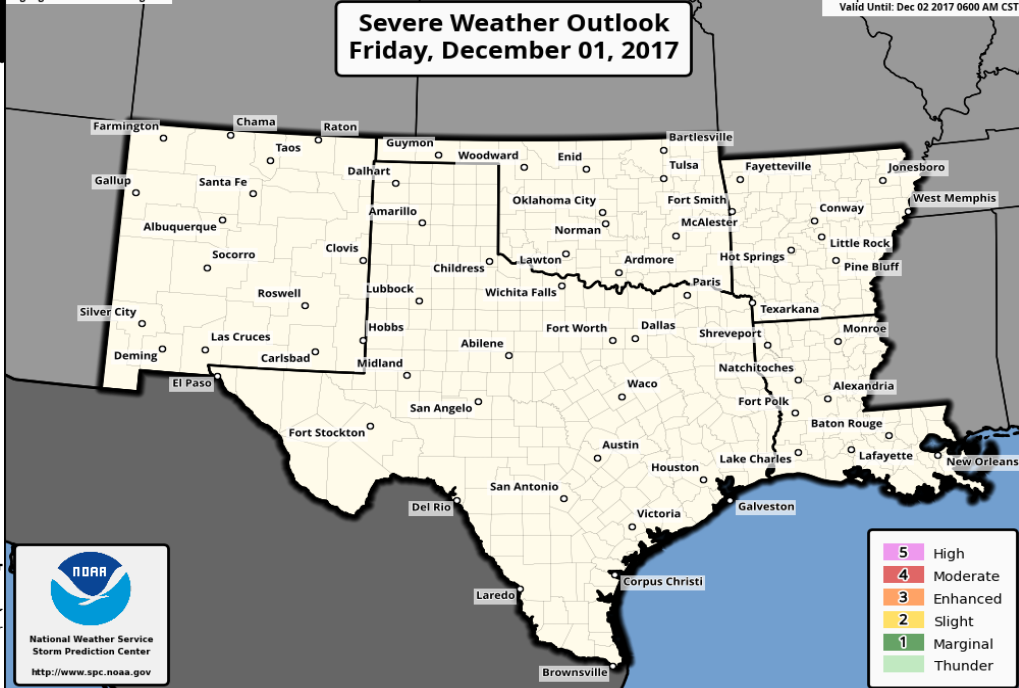 Valid Until: Dec 02 2017 0600 AM CST
Severe Weather Outlook
Friday, December 01, 2017
Farmington
Chama
Raton
Taos
Guymon
Woodward
Enid
Bartlesville
Tulsa
Fayetteville
Jonesboro
Gallup
Santa Fe
Dalhart
Oklahoma City
Fort Smith
West Memphis
Albuquerque
Amarillo
Norman
McAlester
Conway
Socorro
Clovis
Childress
Lawton
Ardmore
Hot Springs
Little Rock
Pine Bluff
Roswell
Lubbock
Wichita Falls
Paris
Texarkana
Silver City
Las Cruces
Hobbs
Abilene
Fort Worth
Dallas
Shreveport
Monroe
Deming
Carlsbad
Midland
Natchitoches
El Paso
San Angelo
Waco
Fort Polk
Alexandria
Fort Stockton
Austin
Baton Rouge
Houston
Lake Charles
Lafayette
New Orleans
San Antonio
Del Rio
Victoria
Galveston
Laredo
Corpus Christi
Brownsville
NOAA
National Weather Service
Storm Prediction Center
http://www.spc.noaa.gov
5 High
4 Moderate
3 Enhanced
2 Slight
1 Marginal
Thunder